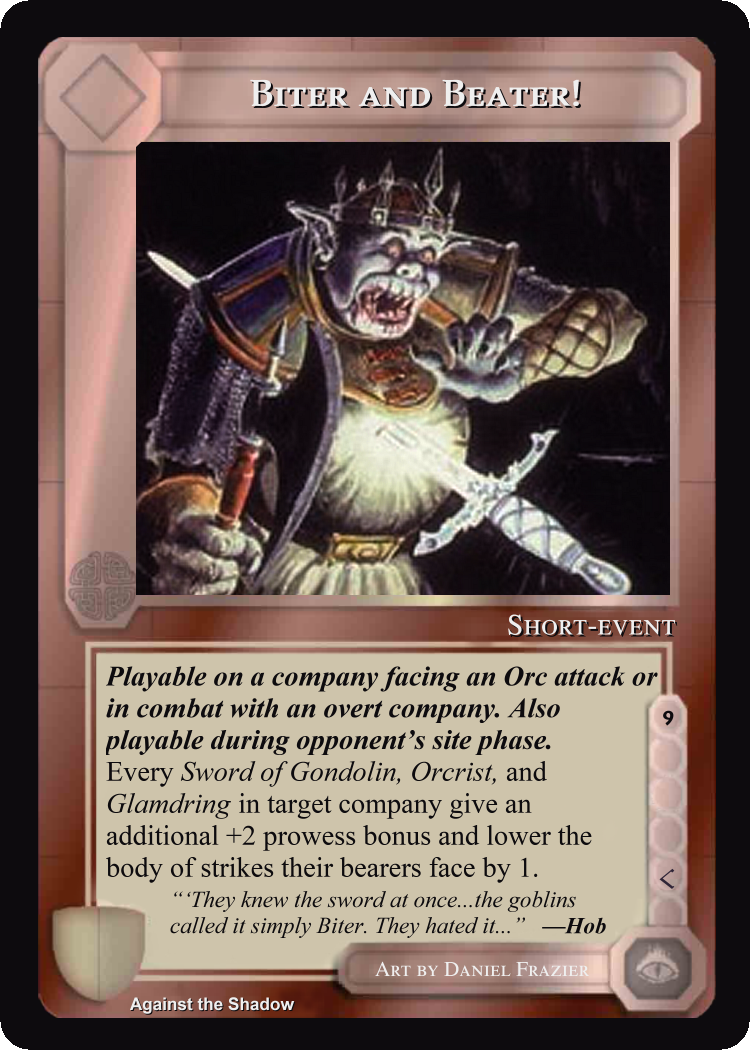 BITER AND BEATER!
SHORT-EVENT
Playable on a company facing an Orc attack or
in combat with an overt company. Also
playable during opponent's site phase.
9
Every Sword of Gondolin, Orcrist, and
Glamdring in target company give an
additional +2 prowess bonus and lower the
body of strikes their bearers face by 1.
"'They knew the sword at once...the goblins
called it simply Biter. They hated it..." —Hob
ART BY DANIEL FRAZIER
Against the Shadow